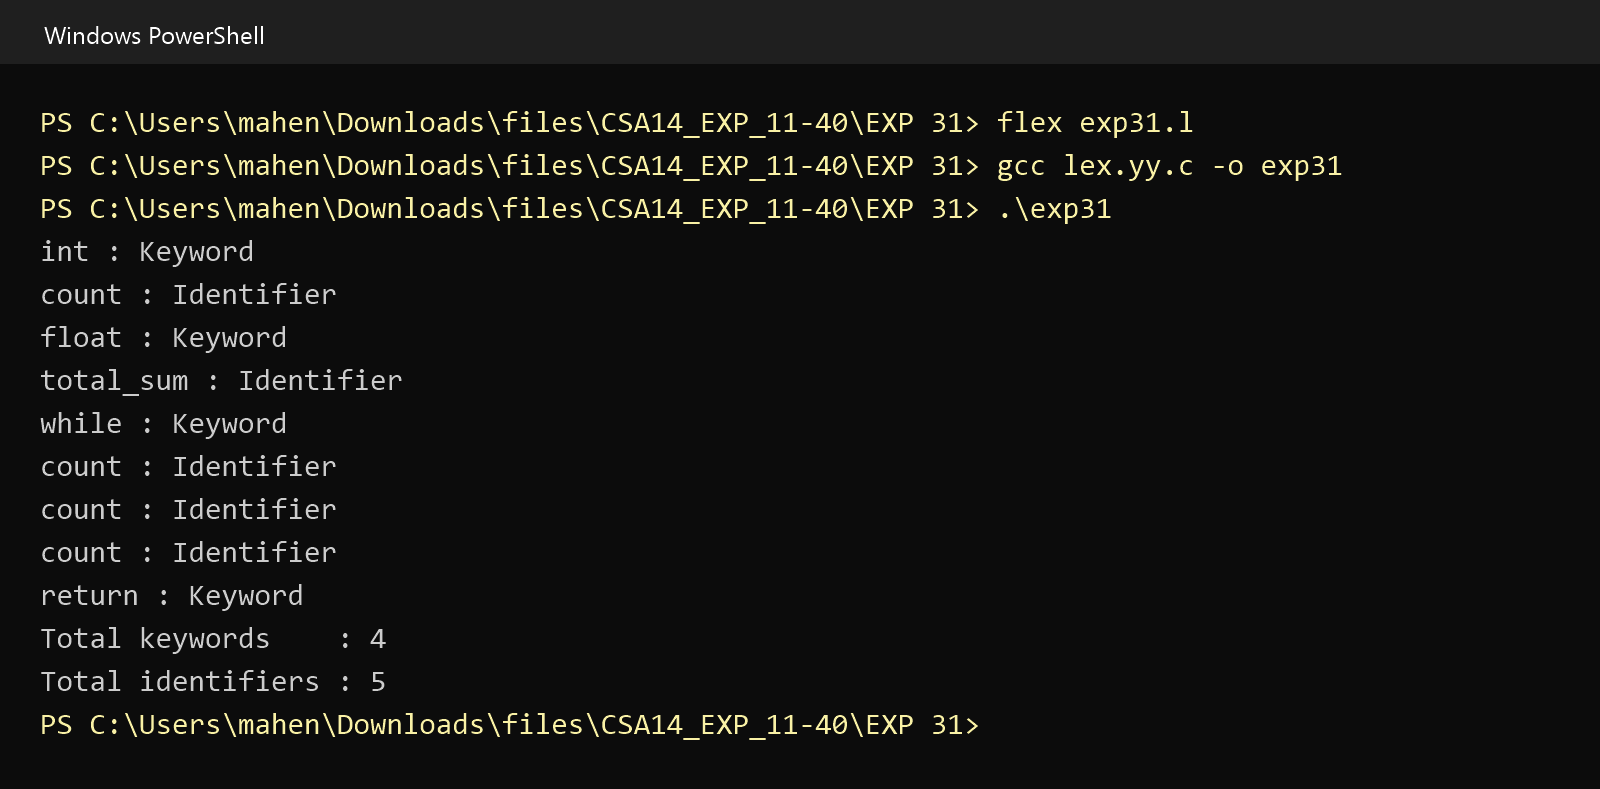 Windows PowerShell
PS C:\Users\mahen\Downloads\files\CSA14_EXP_11-40\EXP 31> flex exp31.l
PS C:\Users\mahen\Downloads\files\CSA14_EXP_11-40\EXP 31> gcc lex.yy.c -o exp31
PS C:\Users\mahen\Downloads\files\CSA14_EXP_11-40\EXP 31> .\exp31
int : Keyword
count : Identifier
float : Keyword
total_sum : Identifier
while : Keyword
count : Identifier
count : Identifier
count : Identifier
return : Keyword
Total keywords    : 4
Total identifiers : 5
PS C:\Users\mahen\Downloads\files\CSA14_EXP_11-40\EXP 31>